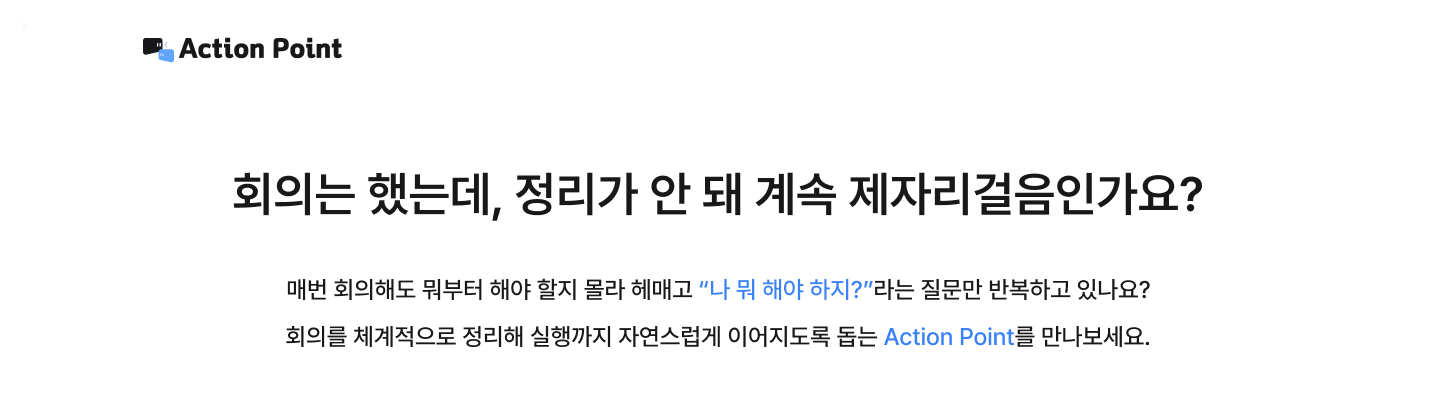 Action Point
회의는 했는데, 정리가 안 돼 계속 제자리걸음인가요?
매번 회의해도 뭐부터 해야 할지 몰라 헤매고 “나 뭐 해야 하지?”라는 질문만 반복하고 있나요?
회의를 체계적으로 정리해 실행까지 자연스럽게 이어지도록 돕는 Action Point를 만나보세요.